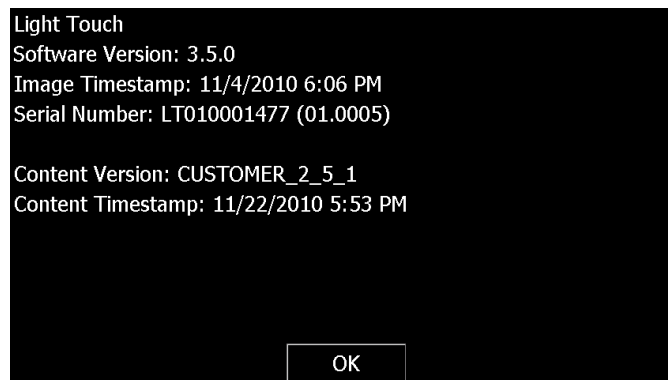 Light Touch
Software Version: 3.5.0
Image Timestamp: 11/4/2010 6:06 PM
Serial Number: LT010001477 (01.0005)
Content Version: CUSTOMER_2_5_1
Content Timestamp: 11/22/2010 5:53 PM
OK